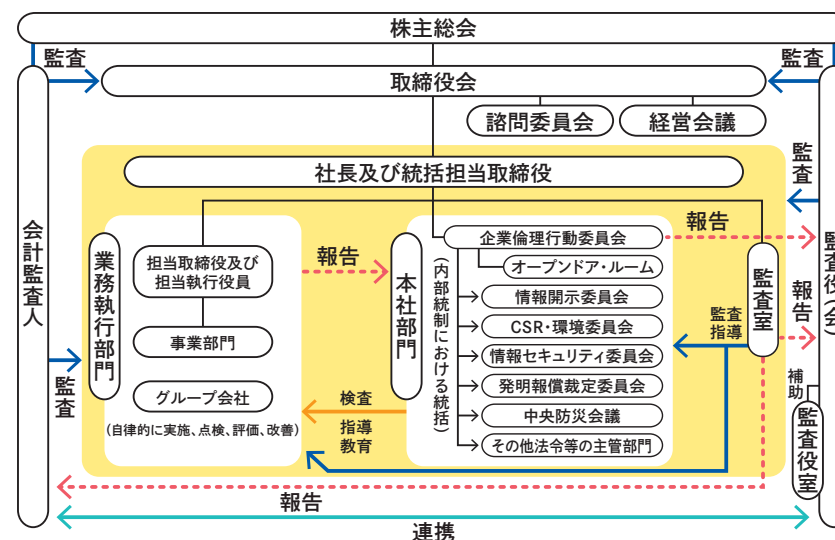 株主総会
監査
監査
取締役会
諮問委員会
経営会議
社長及び統括担当取締役
監査
会計監査人
監査役(会)
業務執行部門
担当取締役及び
担当執行役員
事業部門
グループ会社
(自律的に実施、点検、評価、改善)
報告
本社部門
(内部統制における統括)
企業倫理行動委員会
オープンドア・ルーム
情報開示委員会
CSR・環境委員会
情報セキュリティ委員会
発明報償裁定委員会
中央防災会議
その他法令等の主管部門
報告
監査室
報告
監査
指導
監査
検査
指導
教育
補助
監査役室
報告
連携